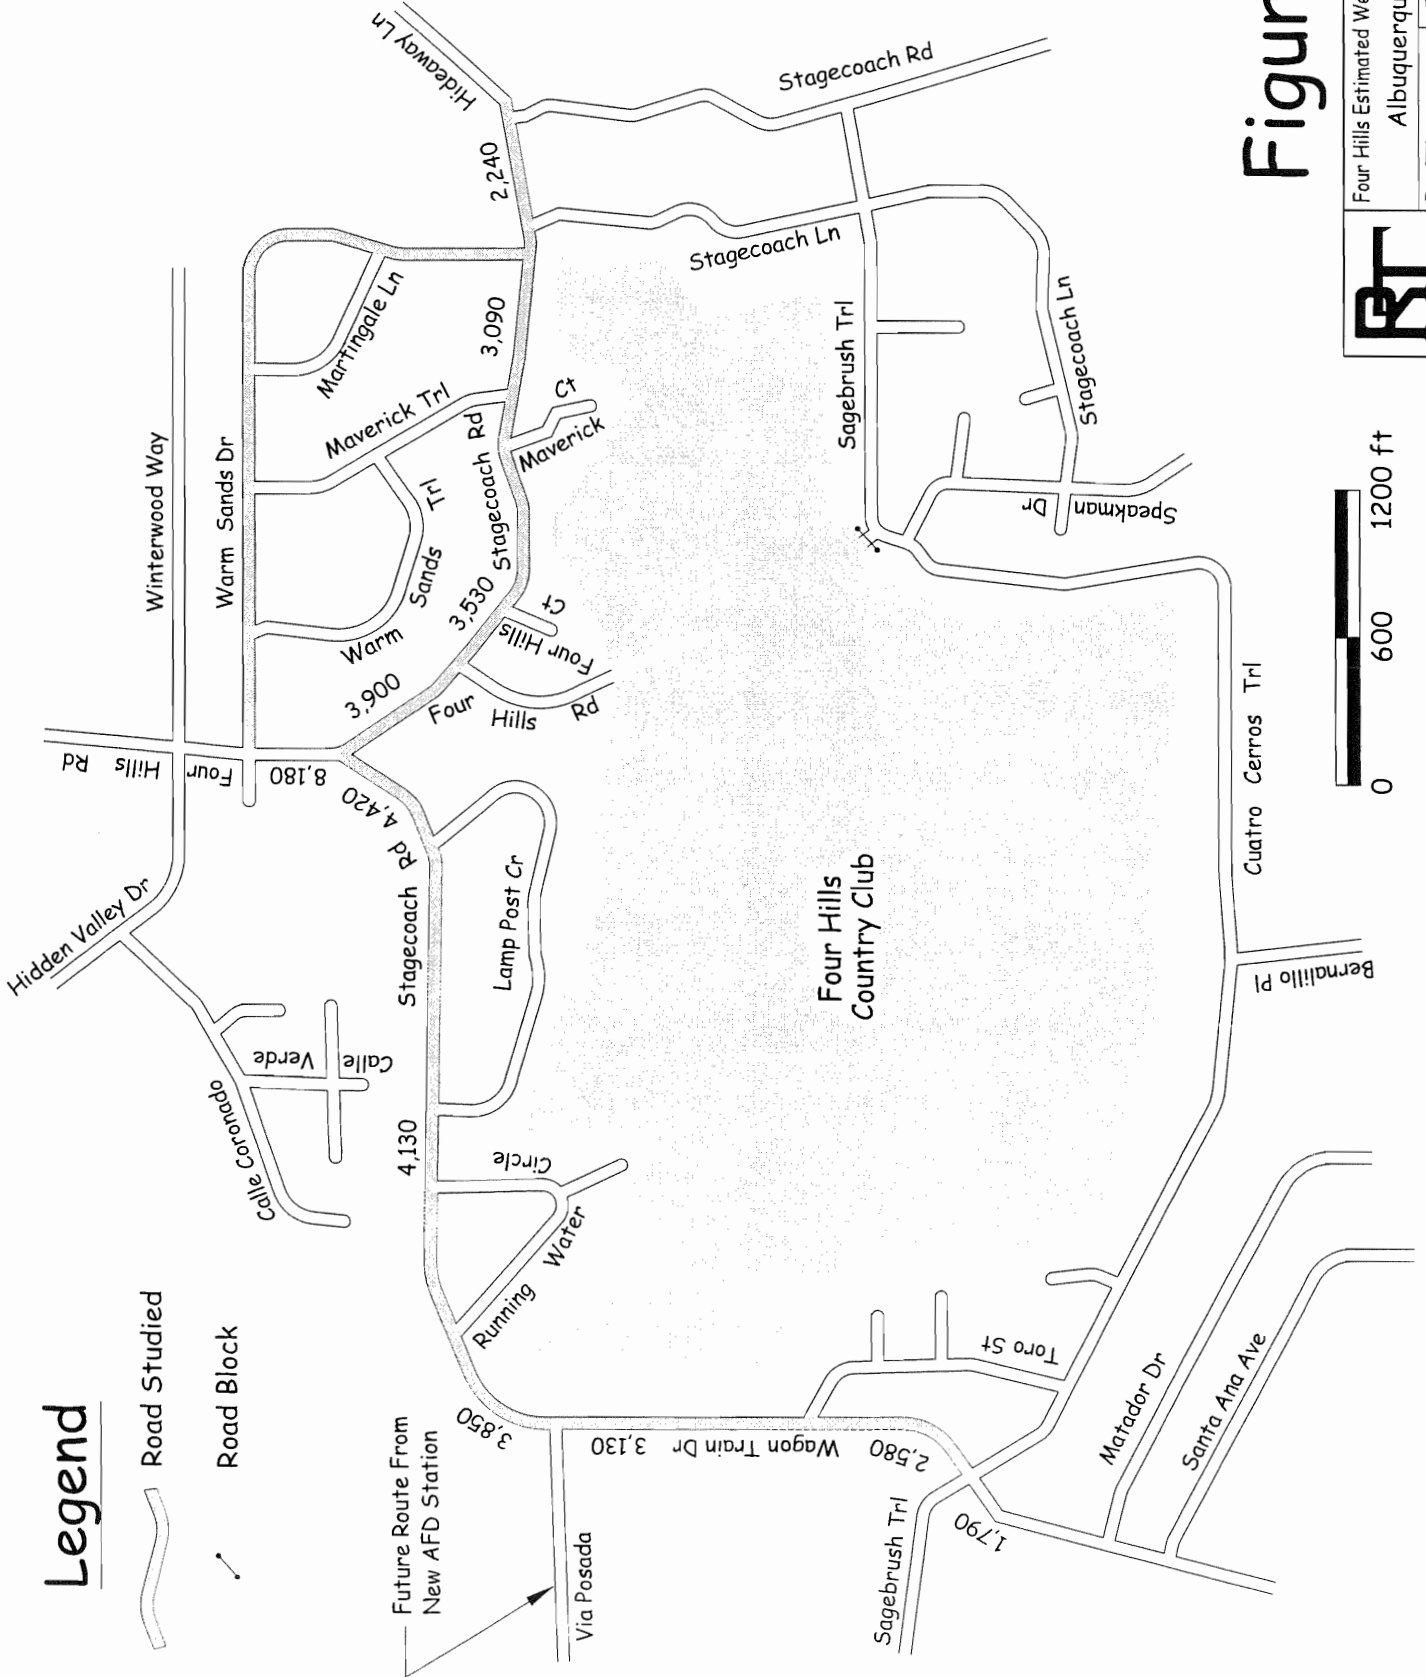 Legend
Road Studied
Road Block
Future Route From
New AFD Station
Via Posada
Sagebrush Trl
1,790
2,580
Wagon Train Dr
3,130
3,850
Running
Water
Circle
4,130
Stagecoach Rd
Lamp Post Cr
4,420
8,180
Four Hills Rd
Hidden Valley Dr
Calle Coronado
Calle
Verde
Winterwood Way
Warm Sands Dr
Warm
Sands
Trl
Maverick Trl
Martingale Ln
3,900
Four
Hills
Rd
3,530
Four Hills
Ct
Stagecoach Rd
Maverick
Ct
3,090
2,240
Hideaway Ln
Stagecoach Rd
Stagecoach Ln
Sagebrush Trl
Stagecoach Ln
Speakman
Dr
Four Hills
Country Club
Cuatro Cerros Trl
Bernalillo Pl
Toro St
Matador Dr
Santa Ana Ave
0
600
1200 ft
Figur
Four Hills Estimated We
Albuquerqu